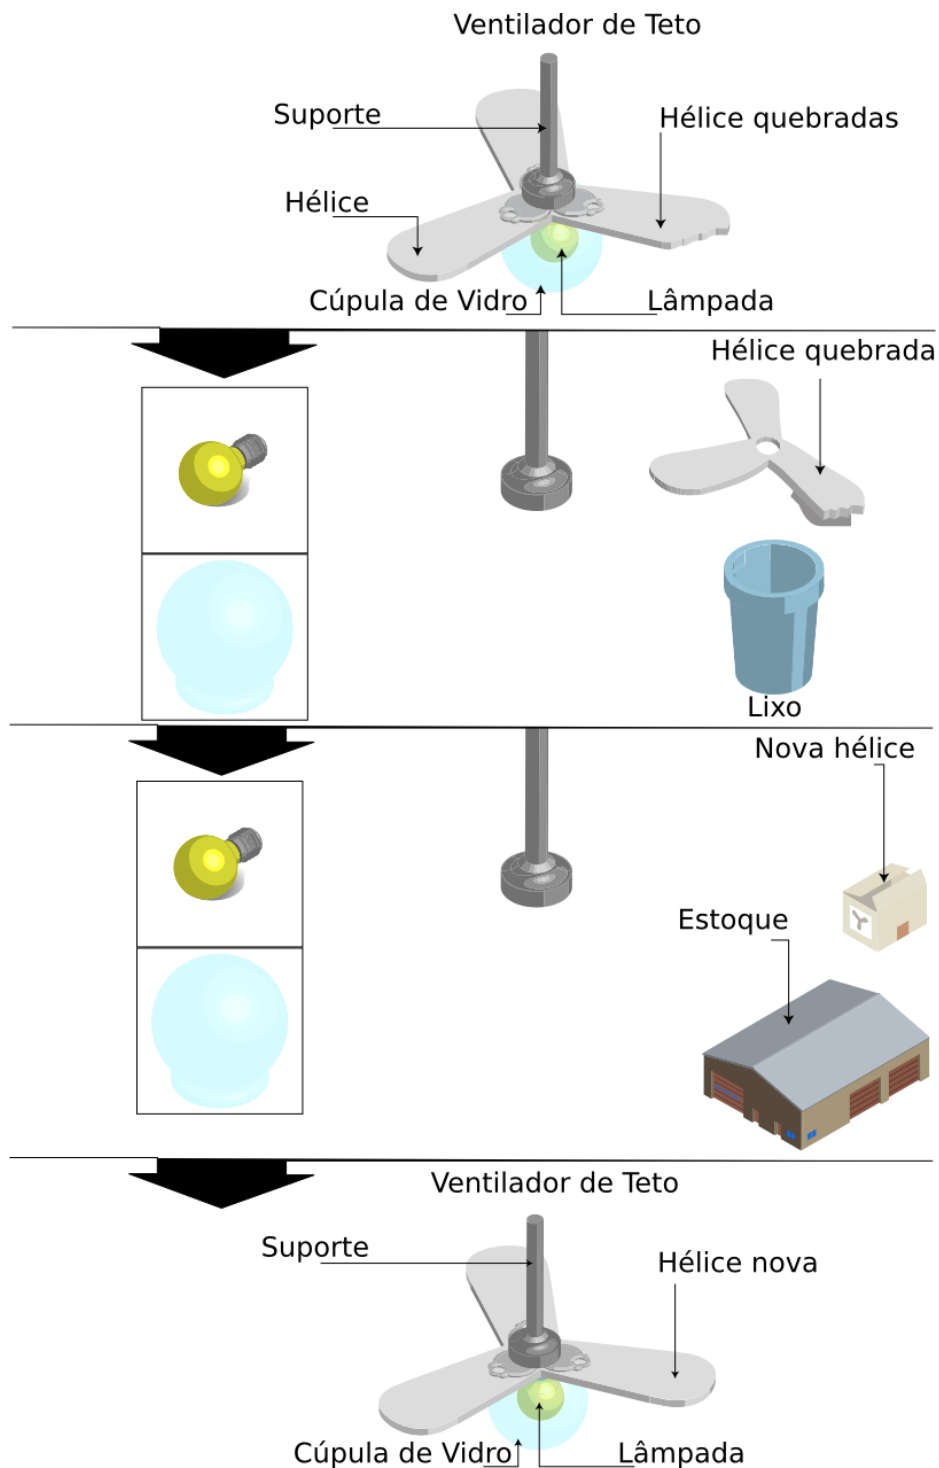 Ventilador de Teto
Suporte
Hélice quebradas
Hélice
Cúpula de Vidro
Lâmpada
Hélice quebrada
Lixo
Nova hélice
Estoque
Ventilador de Teto
Suporte
Hélice nova
Cúpula de Vidro
Lâmpada